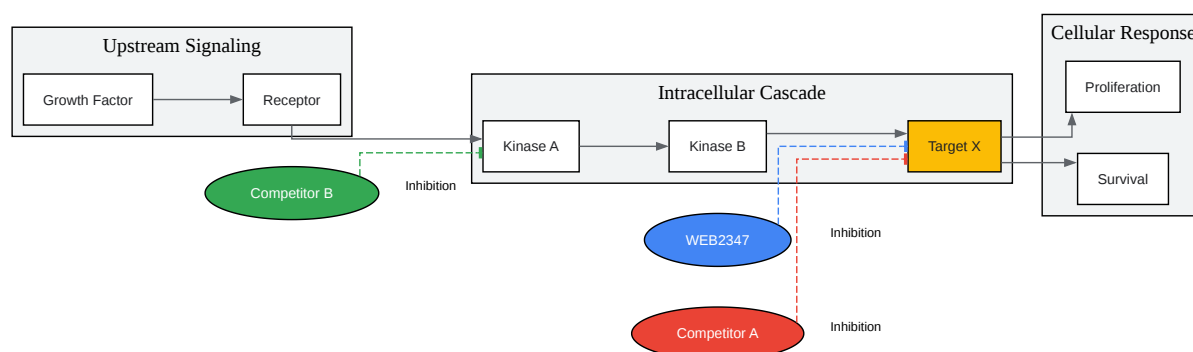 Upstream Signaling
Growth Factor
Receptor
Intracellular Cascade
Kinase A
Kinase B
Target X
Cellular Response
Proliferation
Survival
Competitor B
Inhibition
WEB2347
Inhibition
Competitor A
Inhibition